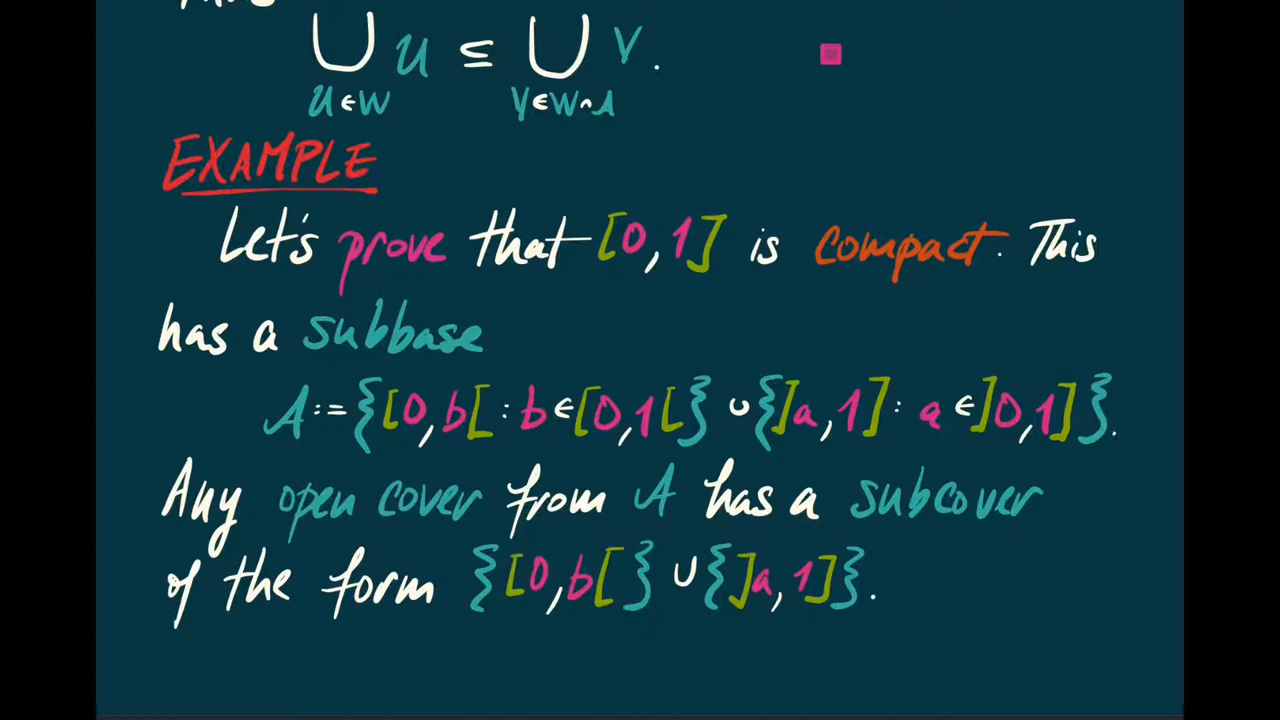 ⋃ U ⊆ ⋃ V.
U∈W V∈W∩A
EXAMPLE
Let's prove that [0,1] is compact. This
has a subbase
A := {[0,b[ : b∈[0,1[} ∪ {]a,1] : a∈]0,1]}.
Any open cover from A has a subcover
of the form {[0,b[} ∪ {]a,1]}.